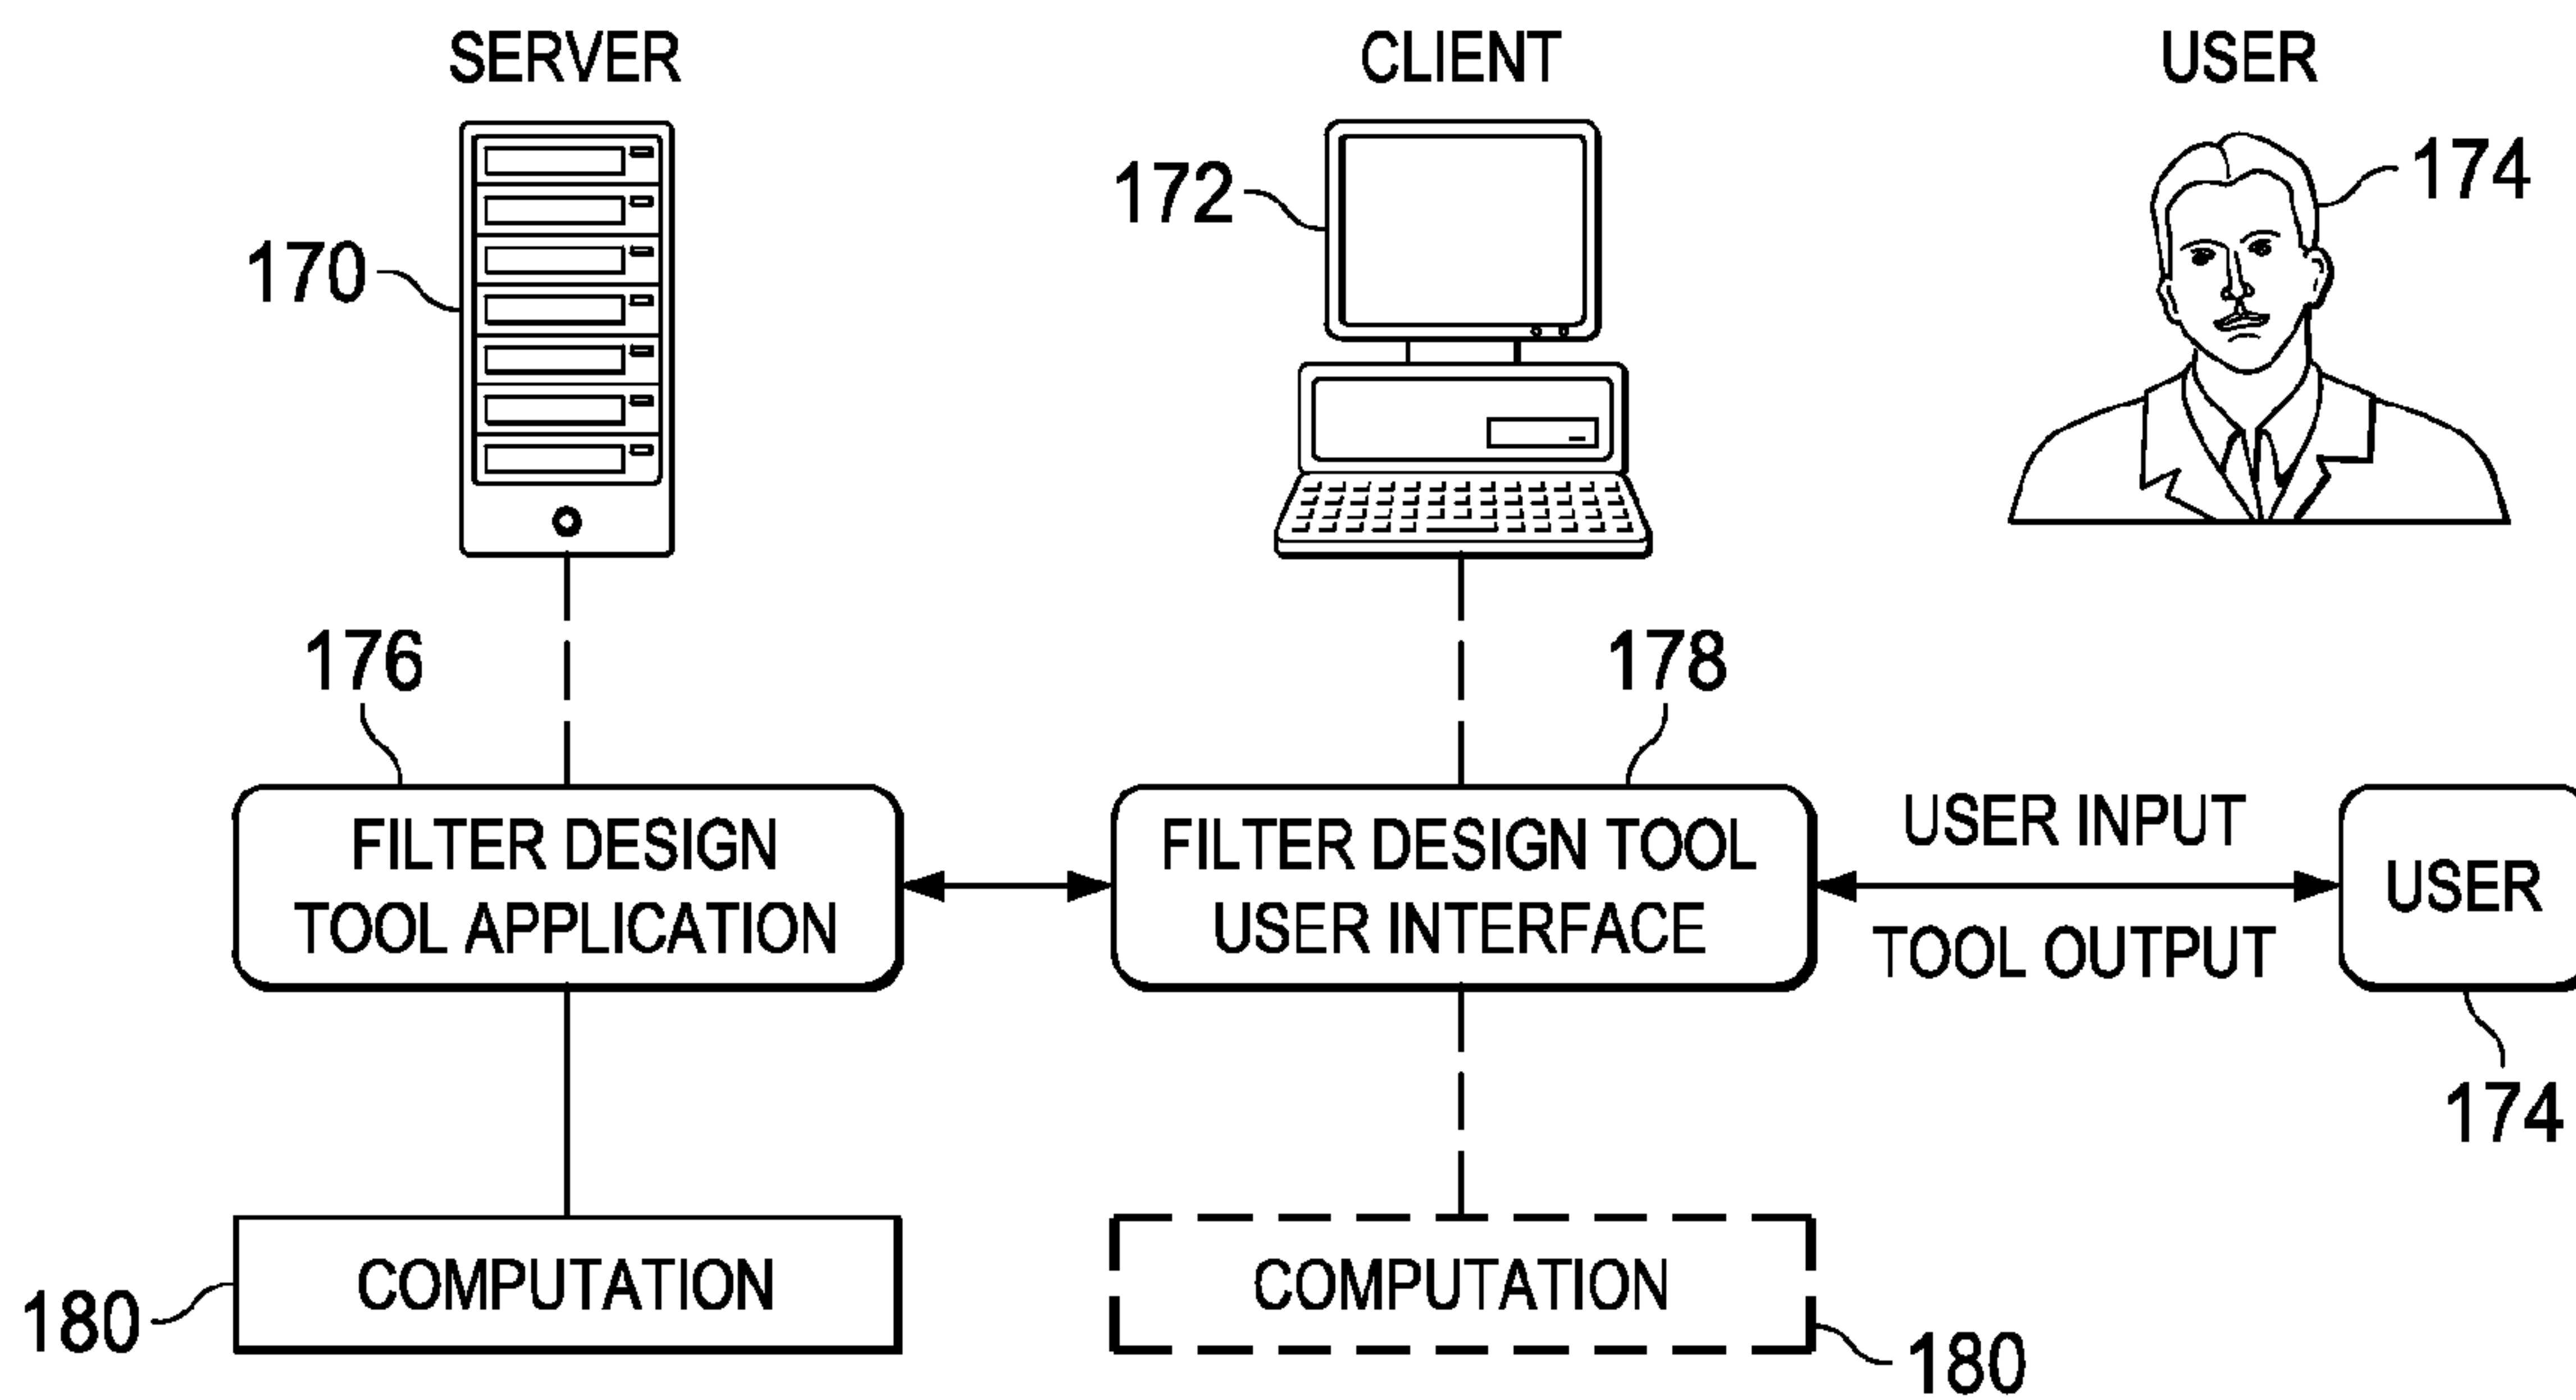 SERVER
CLIENT
USER
170
172
174
176
178
FILTER DESIGN
TOOL APPLICATION
FILTER DESIGN TOOL
USER INTERFACE
USER INPUT
TOOL OUTPUT
USER
174
COMPUTATION
180
COMPUTATION
180